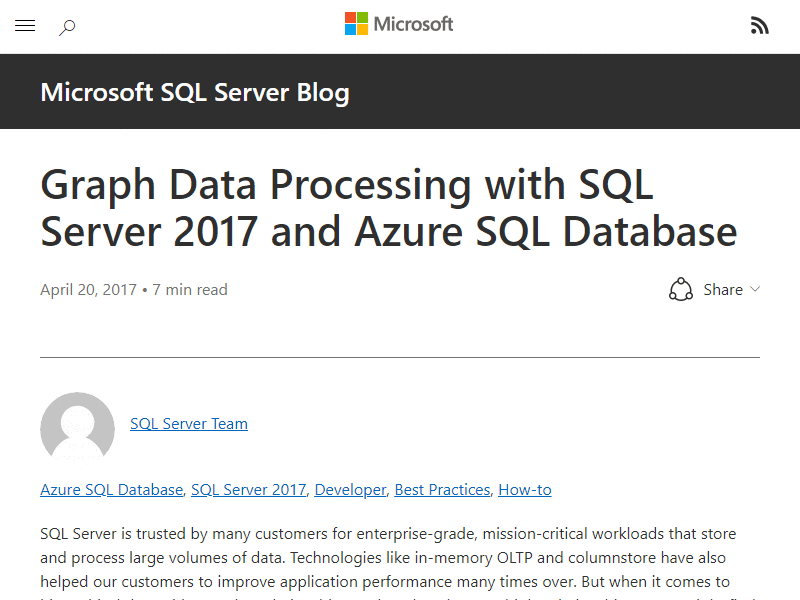 Microsoft
Microsoft SQL Server Blog
Graph Data Processing with SQL
Server 2017 and Azure SQL Database
April 20, 2017 • 7 min read
Share
SQL Server Team
Azure SQL Database, SQL Server 2017, Developer, Best Practices, How-to
SQL Server is trusted by many customers for enterprise-grade, mission-critical workloads that store
and process large volumes of data. Technologies like in-memory OLTP and columnstore have also
helped our customers to improve application performance many times over. But when it comes to